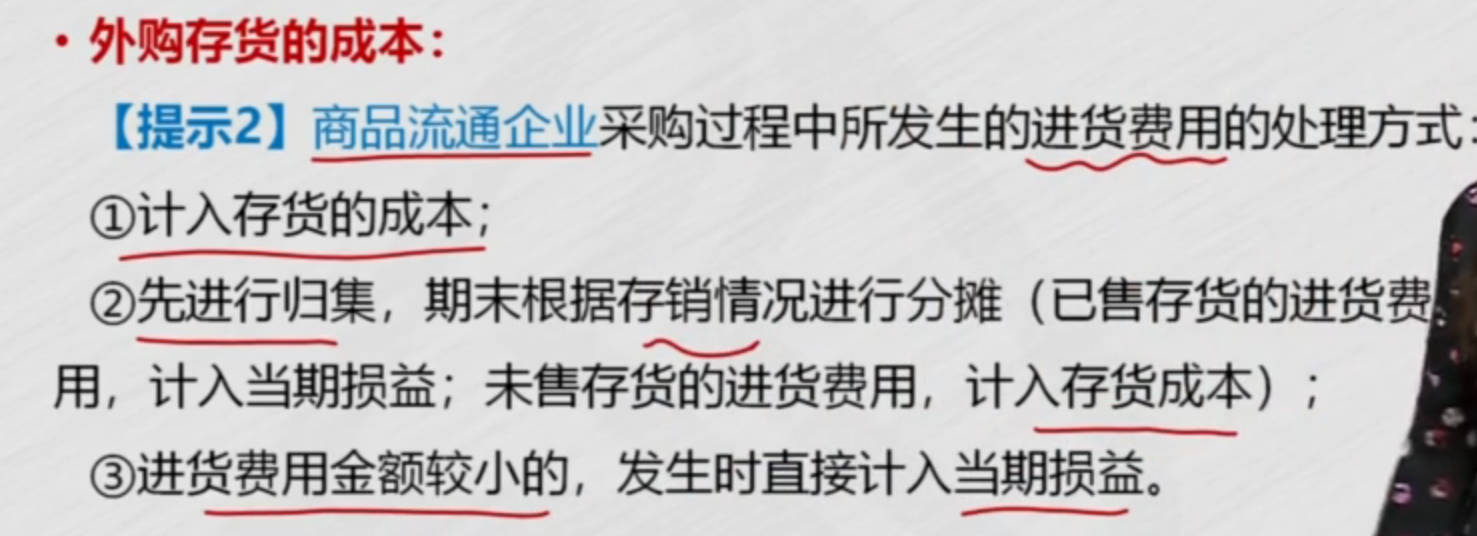 • 外购存货的成本：
【提示2】商品流通企业采购过程中所发生的进货费用的处理方式：
①计入存货的成本；
②先进行归集，期末根据存销情况进行分摊（已售存货的进货费
用，计入当期损益；未售存货的进货费用，计入存货成本）；
③进货费用金额较小的，发生时直接计入当期损益。